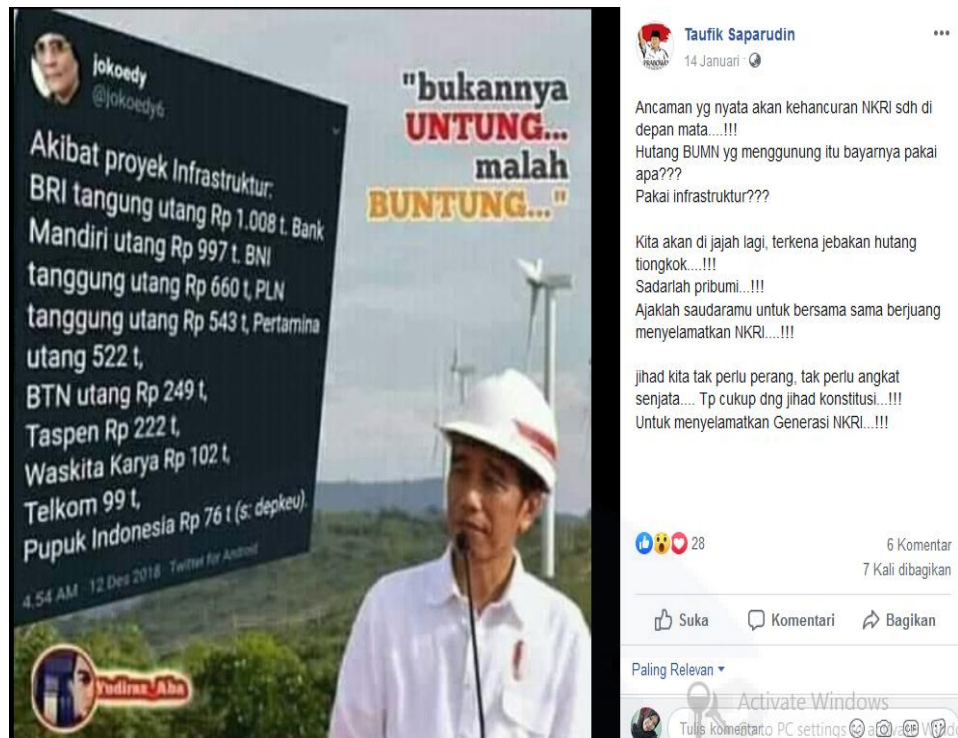 jokoedy
@jokoedy6
Akibat proyek Infrastruktur:
BRI tangung utang Rp 1.008 t. Bank
Mandiri utang Rp 997 t. BNI
tanggung utang Rp 660 t, PLN
tanggung utang Rp 543 t, Pertamina
utang 522 t,
BTN utang Rp 249 t,
Taspen Rp 222 t,
Waskita Karya Rp 102 t,
Telkom 99 t,
Pupuk Indonesia Rp 76 t (s: depkeu).
4.54 AM 12 Des 2018 Twitter for Android
"bukannya
UNTUNG...
malah
BUNTUNG..."
Yudiraz_Aba
PRABOWO
Taufik Saparudin
14 Januari
Ancaman yg nyata akan kehancuran NKRI sdh di
depan mata....!!!
Hutang BUMN yg menggunung itu bayarnya pakai
apa???
Pakai infrastruktur???
Kita akan di jajah lagi, terkena jebakan hutang
tiongkok....!!!
Sadarlah pribumi...!!!
Ajaklah saudaramu untuk bersama sama berjuang
menyelamatkan NKRI....!!!
jihad kita tak perlu perang, tak perlu angkat
senjata.... Tp cukup dng jihad konstitusi...!!!
Untuk menyelamatkan Generasi NKRI...!!!
28
6 Komentar
7 Kali dibagikan
Suka Komentari Bagikan
Paling Relevan
Activate Windows
Tulis komentar...
to PC settings
GIF